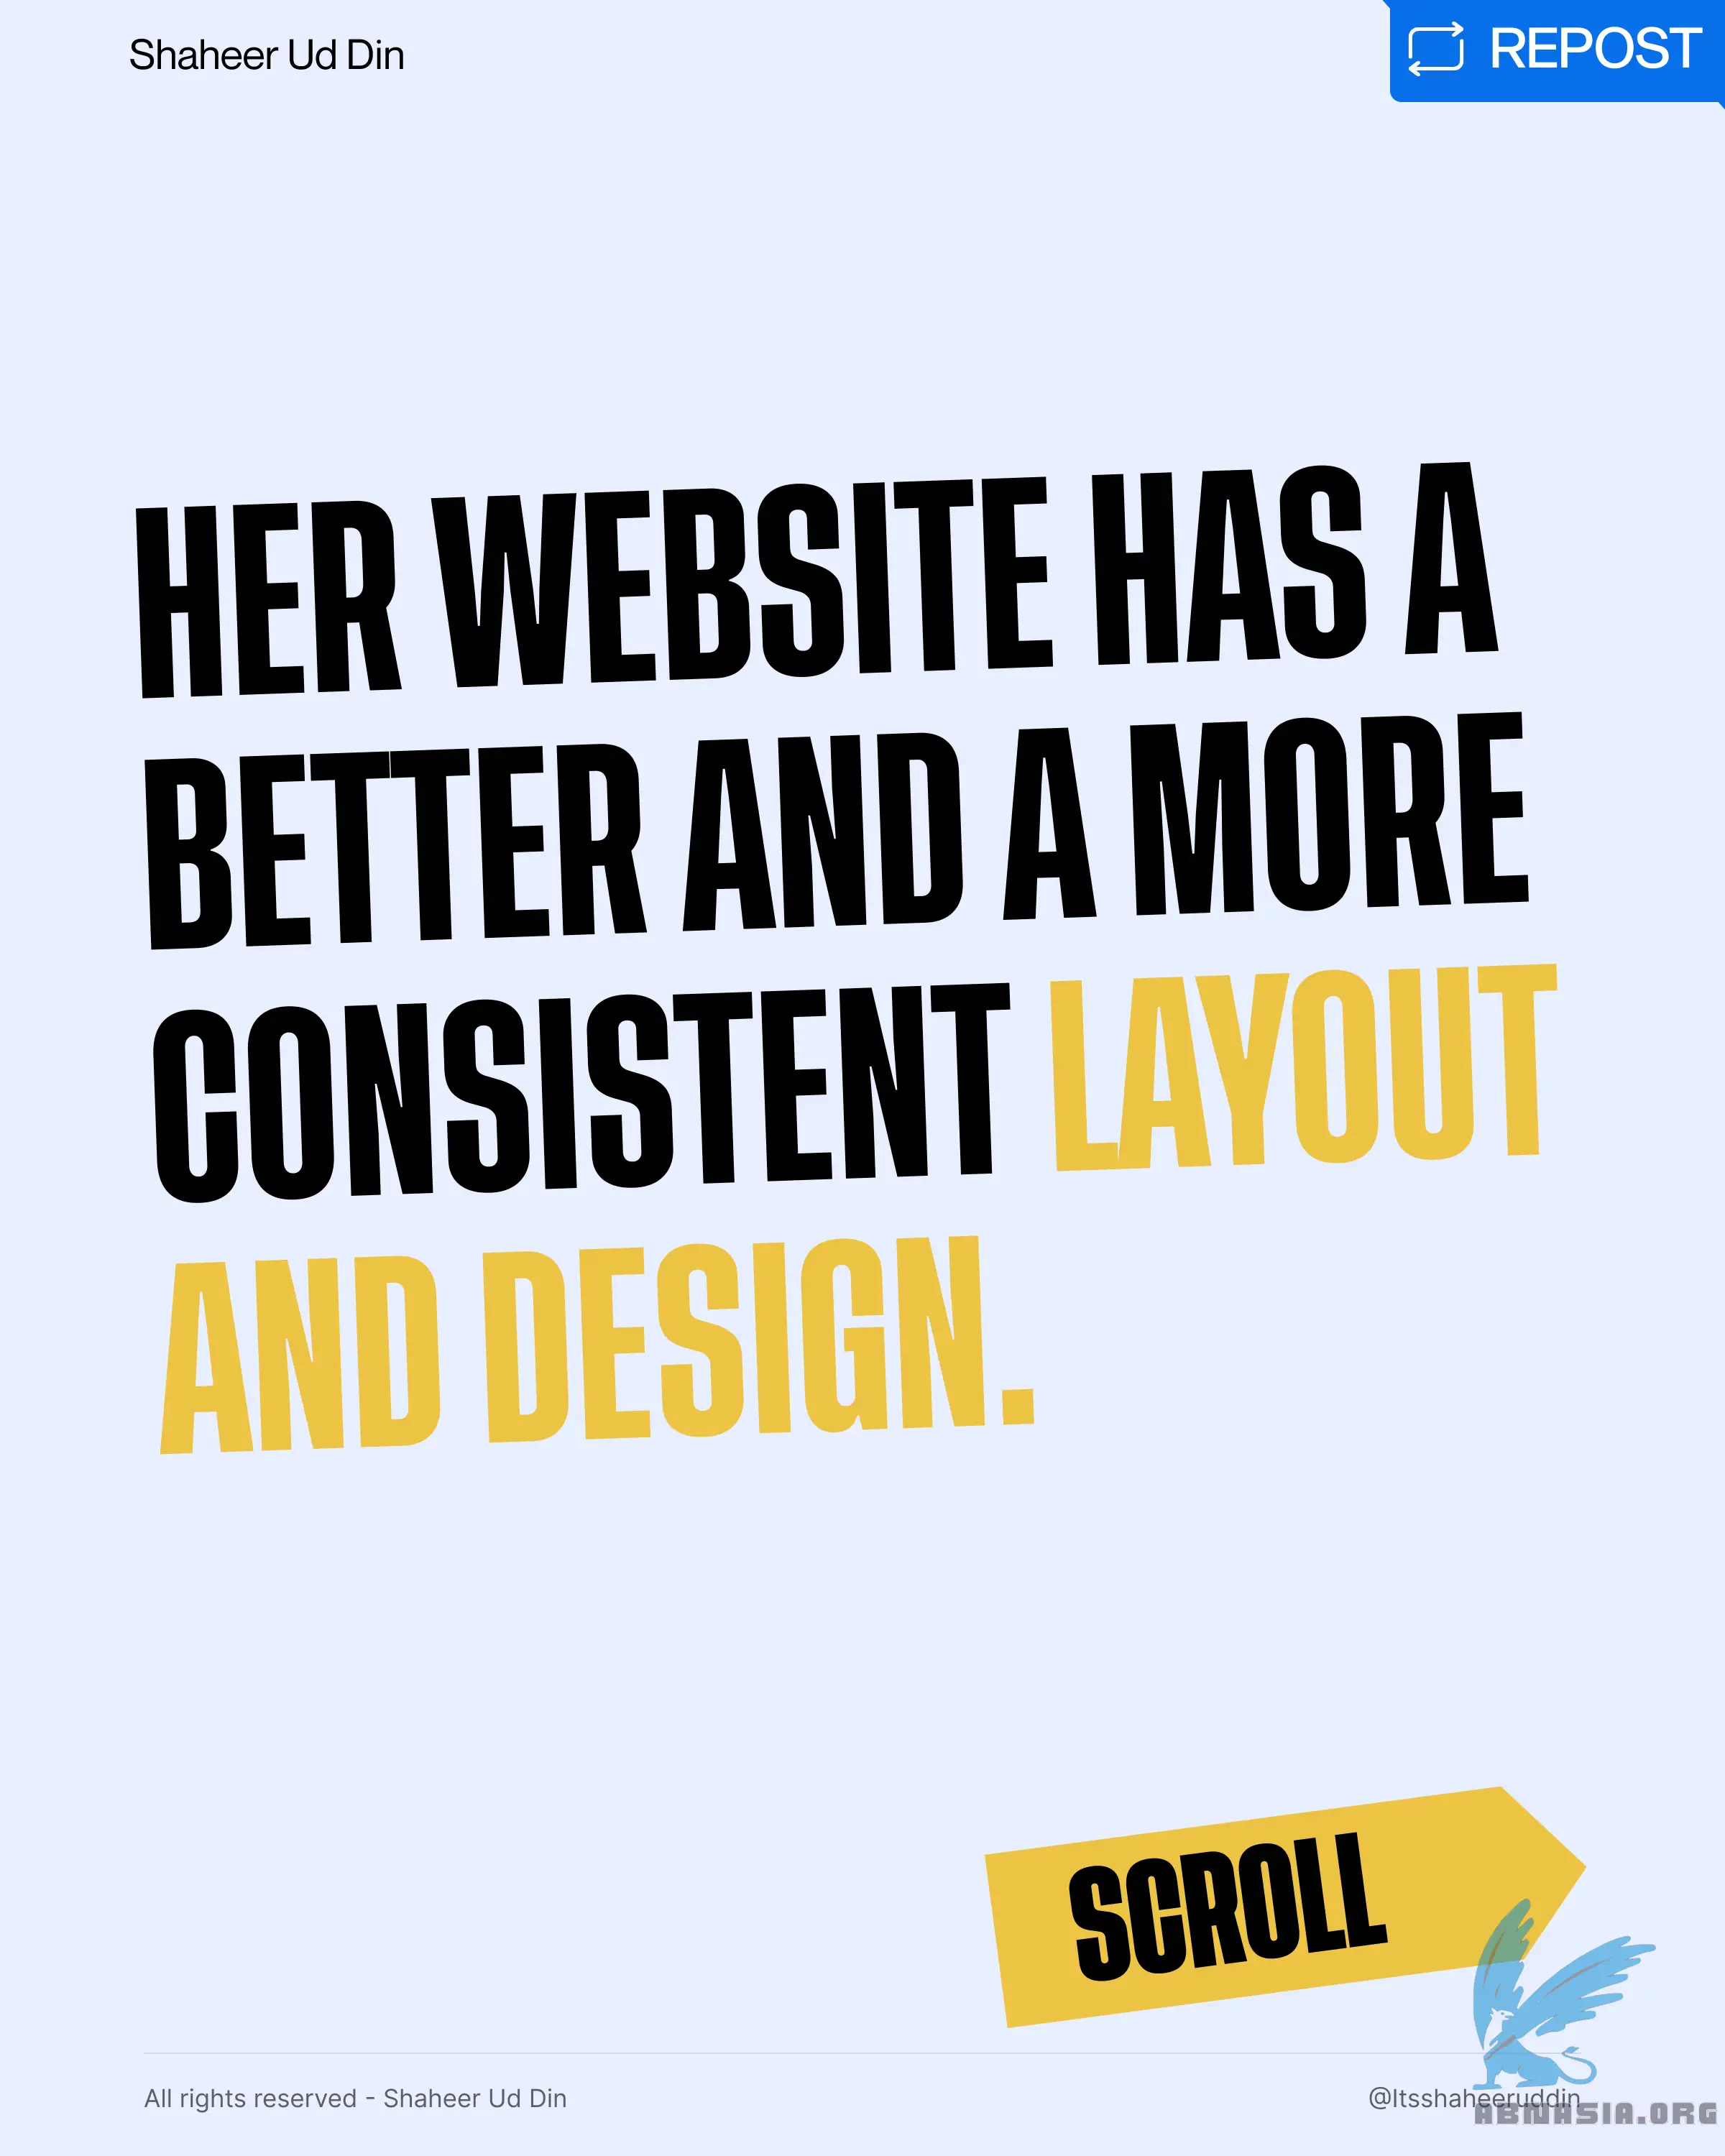 Shaheer Ud Din
REPOST
HER WEBSITE HAS A
BETTER AND A MORE
CONSISTENT LAYOUT
AND DESIGN.
SCROLL
All rights reserved - Shaheer Ud Din
@Itsshaheeruddin
ABNASIA.ORG